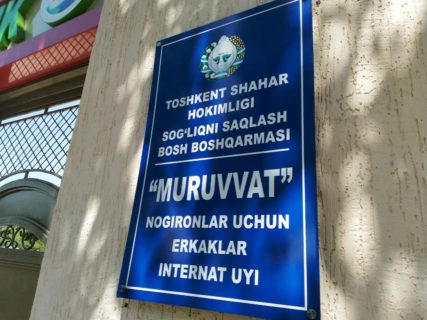 TOSHKENT SHAHAR
HOKIMLIGI
SOG‘LIQNI SAQLASH
BOSH BOSHQARMASI
“MURUVVAT”
NOGIRONLAR UCHUN
ERKAKLAR
INTERNAT UYI